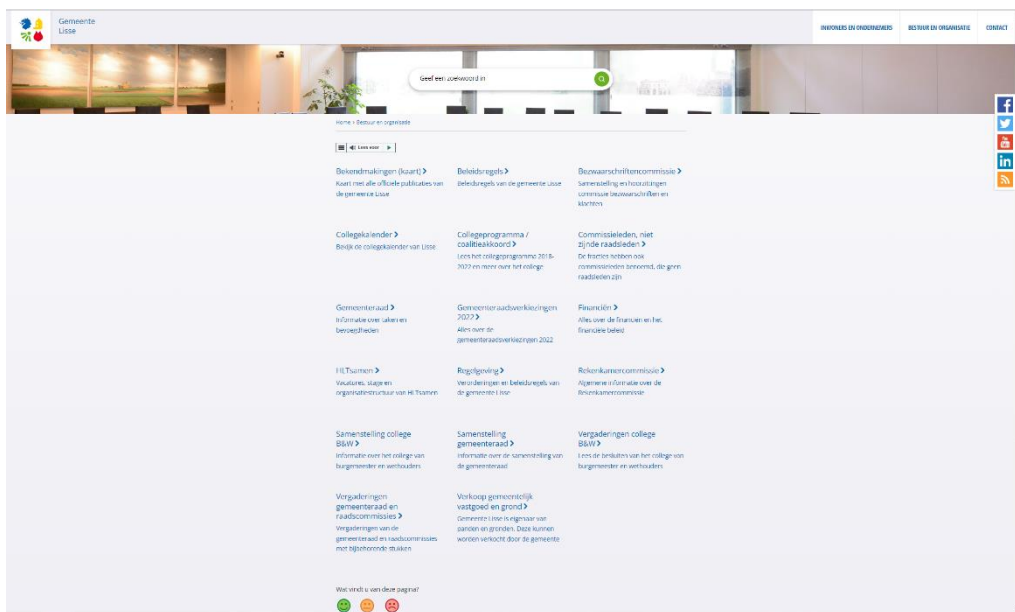 Gemeente
Lisse
INWONERS EN ONDERNEMERS
BESTUUR EN ORGANISATIE
CONTACT
Geef een zoekwoord in
Home > Bestuur en organisatie
Lees voor
Bekendmakingen (kaart) >
Kaart met alle officiële publicaties van
de gemeente Lisse
Beleidsregels >
Beleidsregels van de gemeente Lisse
Bezwaarschriftencommissie >
Samenstelling en hoorzittingen
commissie bezwaarschriften en
klachten
Collegekalender >
Bekijk de collegekalender van Lisse
Collegeprogramma /
coalitieakkoord >
Lees het collegeprogramma 2018-
2022 en meer over het college
Commissieleden, niet
zijnde raadsleden >
De fracties hebben ook
commissieleden benoemd, die geen
raadsleden zijn
Gemeenteraad >
Informatie over taken en
bevoegdheden
Gemeenteraadsverkiezingen
2022 >
Alles over de
gemeenteraadsverkiezingen 2022
Financiën >
Alles over de financiën en het
financiële beleid
HLTsamen >
Vacatures, stage en
organisatiestructuur van HLTsamen
Regelgeving >
Verordeningen en beleidsregels van
de gemeente Lisse
Rekenkamercommissie >
Algemene informatie over de
Rekenkamercommissie
Samenstelling college
B&W >
Informatie over het college van
burgemeester en wethouders
Samenstelling
gemeenteraad >
Informatie over de samenstelling van
de gemeenteraad
Vergaderingen college
B&W >
Lees de besluiten van het college van
burgemeester en wethouders
Vergaderingen
gemeenteraad en
raadscommissies >
Vergaderingen van de
gemeenteraad en raadscommissies
met bijbehorende stukken
Verkoop gemeentelijk
vastgoed en grond >
Gemeente Lisse is eigenaar van
panden en gronden. Deze kunnen
worden verkocht door de gemeente
Wat vindt u van deze pagina?